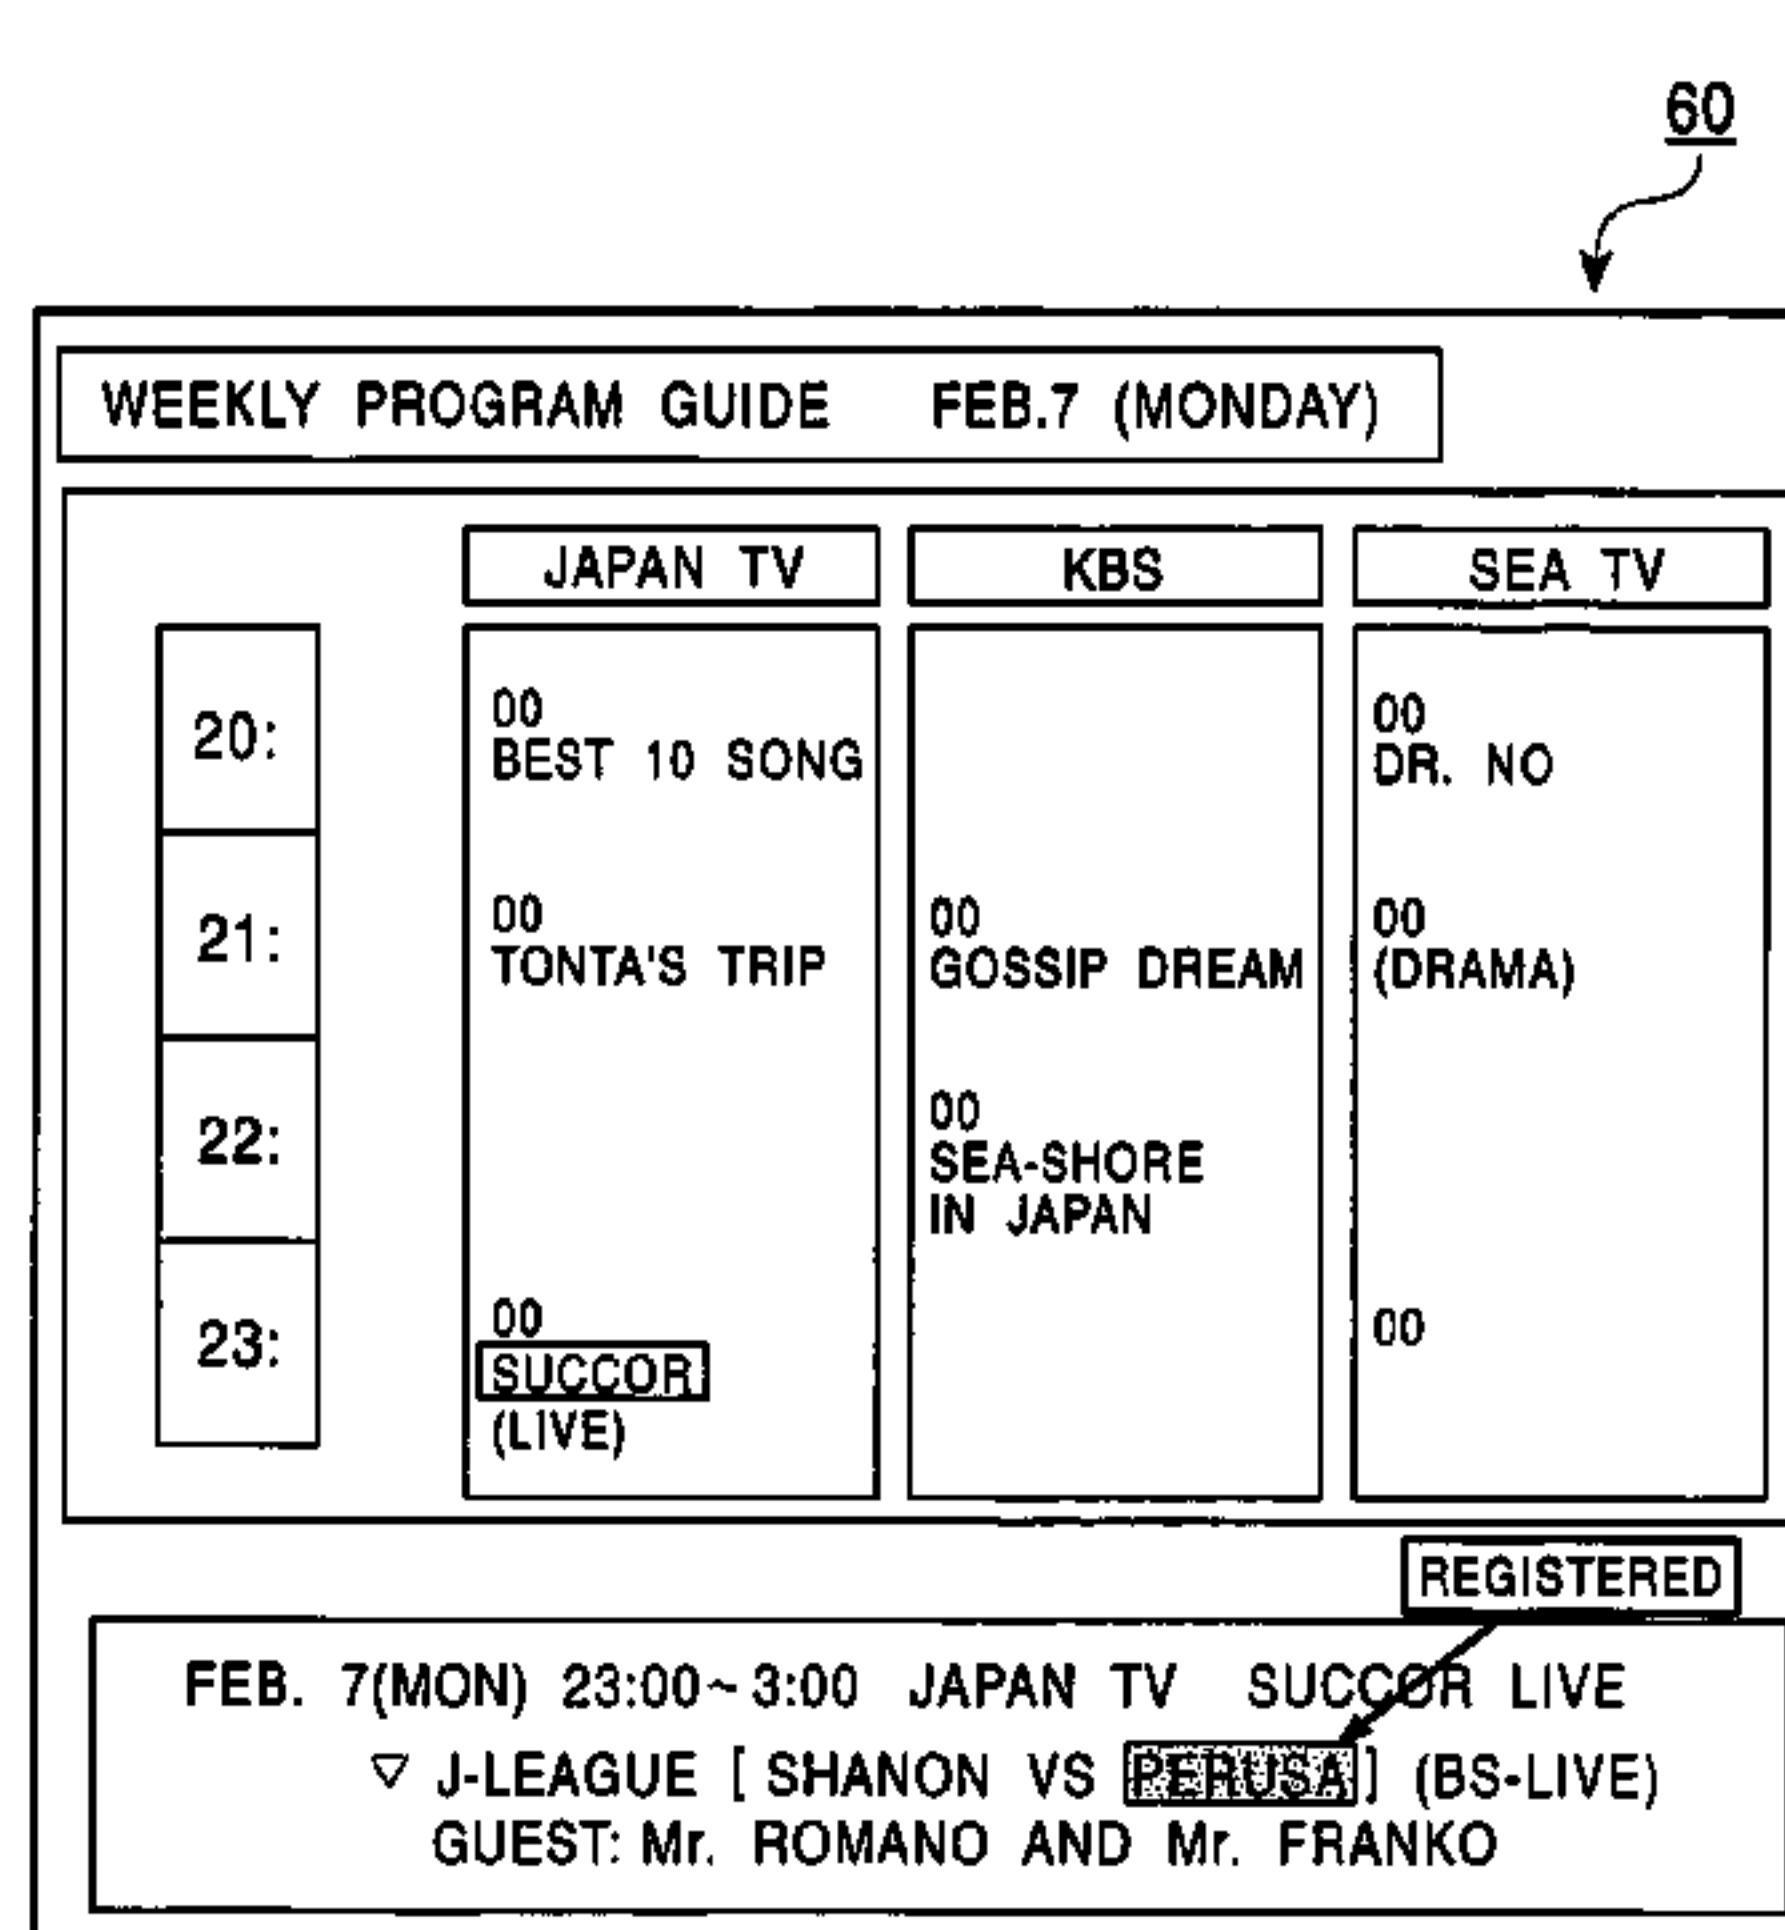 60
WEEKLY PROGRAM GUIDE FEB.7 (MONDAY)
JAPAN TV KBS SEA TV
20:
00
BEST 10 SONG
00
DR. NO
21:
00
TONTA'S TRIP
00
GOSSIP DREAM
00
(DRAMA)
22:
00
SEA-SHORE
IN JAPAN
23:
00
SUCCOR
(LIVE)
00
REGISTERED
FEB. 7(MON) 23:00~3:00 JAPAN TV SUCCOR LIVE
▽ J-LEAGUE [ SHANON VS PERUSA] (BS-LIVE)
GUEST: Mr. ROMANO AND Mr. FRANKO